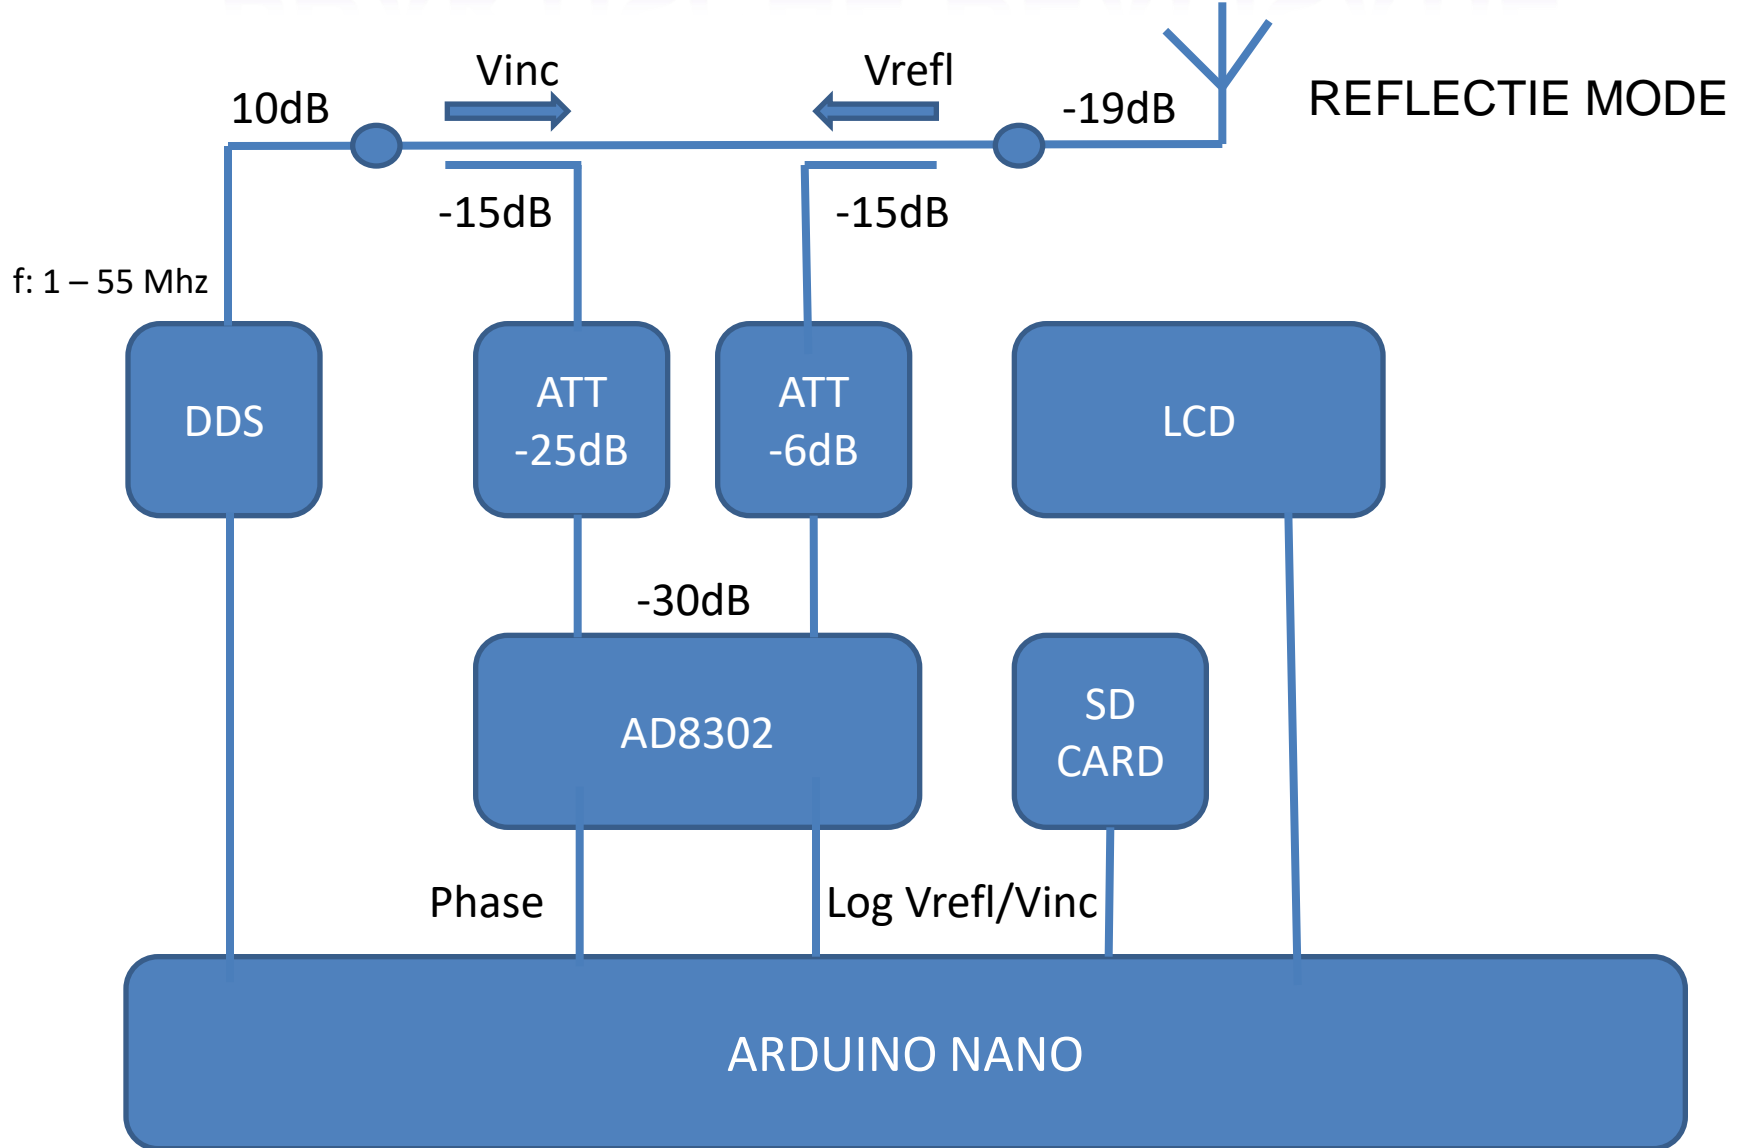 Vinc
Vrefl
10dB
-19dB
REFLECTIE MODE
-15dB
-15dB
f: 1 – 55 Mhz
DDS
ATT
-25dB
ATT
-6dB
LCD
-30dB
AD8302
SD
CARD
Phase
Log Vrefl/Vinc
ARDUINO NANO